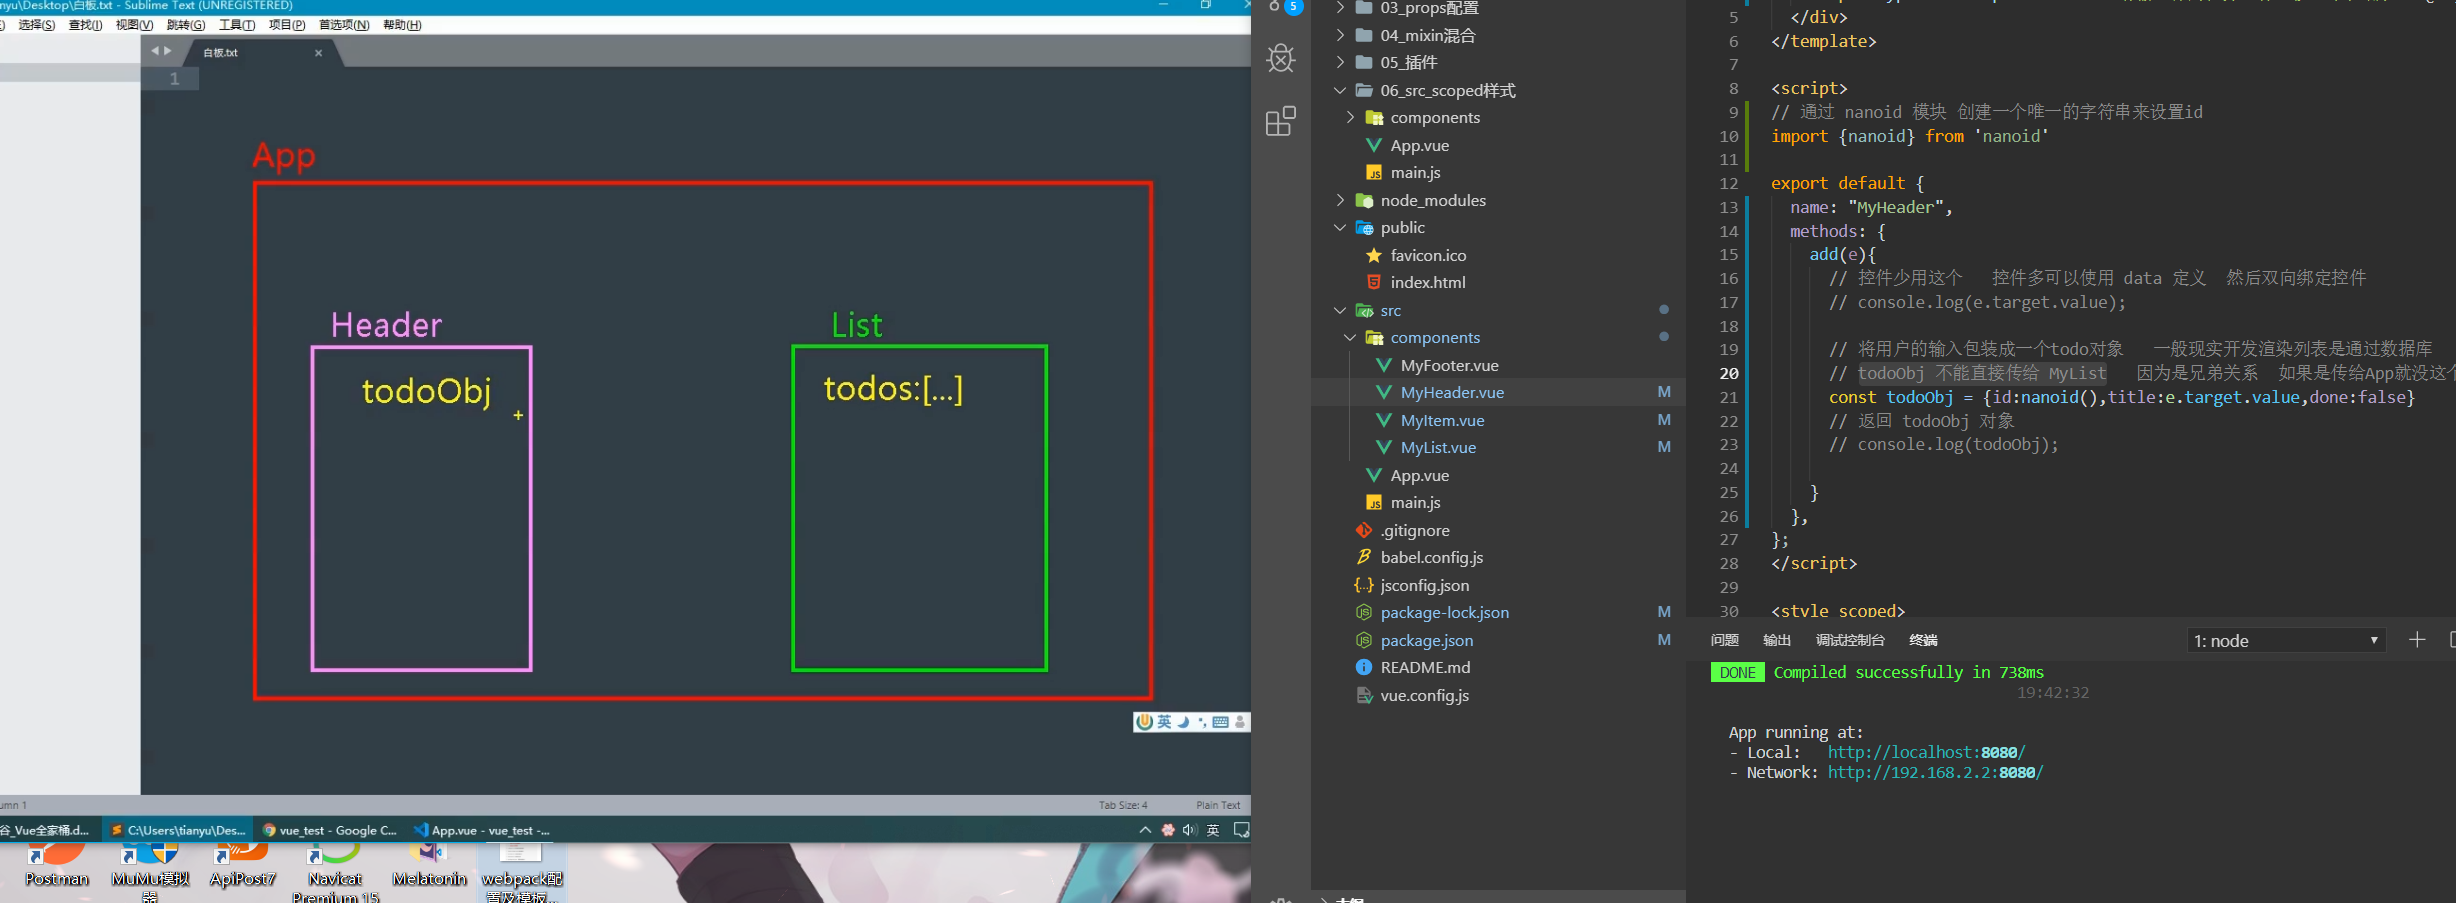 nyu\Desktop\白板.txt - Sublime Text (UNREGISTERED)
选择(S) 查找(I) 视图(V) 跳转(G) 工具(T) 项目(P) 首选项(N) 帮助(H)
白板.txt ×
1
App
Header
List
todoObj
todos:[...]
+
英
umn 1
Tab Size: 4
Plain Text
谷_Vue全家桶.d...
C:\Users\tianyu\Des...
vue_test - Google C...
App.vue - vue_test -...
英
Postman
MuMu模拟器
ApiPost7
Navicat Premium 15
Melatonin
webpack配置及模板...
5
03_props配置
04_mixin混合
05_插件
06_src_scoped样式
components
App.vue
main.js
node_modules
public
favicon.ico
index.html
src
components
MyFooter.vue
MyHeader.vue M
MyItem.vue M
MyList.vue M
App.vue
main.js
.gitignore
babel.config.js
jsconfig.json
package-lock.json M
package.json M
README.md
vue.config.js
5 </div>
6 </template>
7
8 <script>
9 // 通过 nanoid 模块 创建一个唯一的字符串来设置id
10 import {nanoid} from 'nanoid'
11
12 export default {
13 name: "MyHeader",
14 methods: {
15 add(e){
16 // 控件少用这个 控件多可以使用 data 定义 然后双向绑定控件
17 // console.log(e.target.value);
18
19 // 将用户的输入包装成一个todo对象 一般现实开发渲染列表是通过数据库
20 // todoObj 不能直接传给 MyList 因为是兄弟关系 如果是传给App就没这个
21 const todoObj = {id:nanoid(),title:e.target.value,done:false}
22 // 返回 todoObj 对象
23 // console.log(todoObj);
24
25 }
26 },
27 };
28 </script>
29
30 <style scoped>
问题 输出 调试控制台 终端
1: node
DONE Compiled successfully in 738ms
19:42:32
App running at:
- Local: http://localhost:8080/
- Network: http://192.168.2.2:8080/